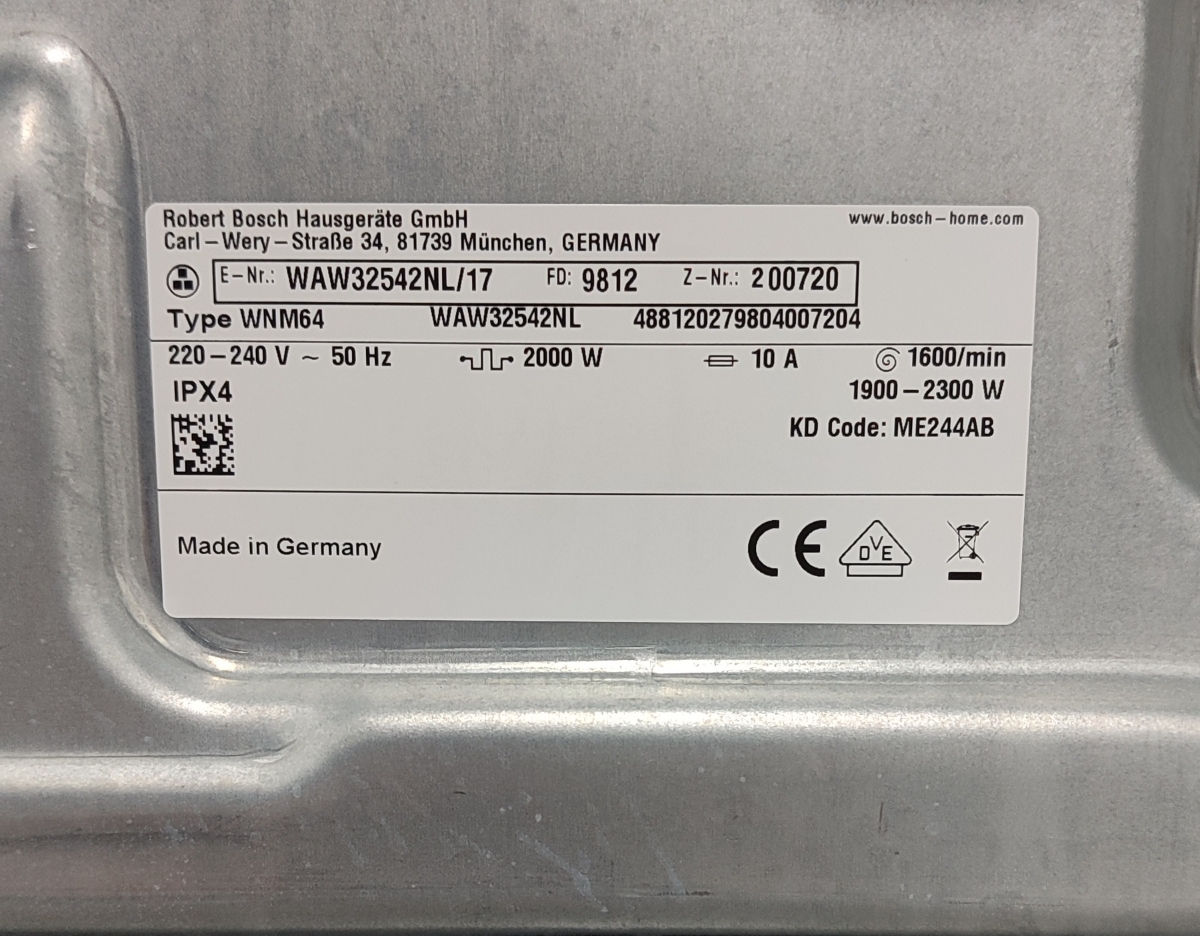 Robert Bosch Hausgeräte GmbH www.bosch-home.com
Carl-Wery-Straße 34, 81739 München, GERMANY
E-Nr.: WAW32542NL/17 FD: 9812 Z-Nr.: 200720
Type WNM64 WAW32542NL 488120279804007204
220-240 V ~ 50 Hz 2000 W 10 A 1600/min
IPX4 1900-2300 W
KD Code: ME244AB
Made in Germany CE DVE